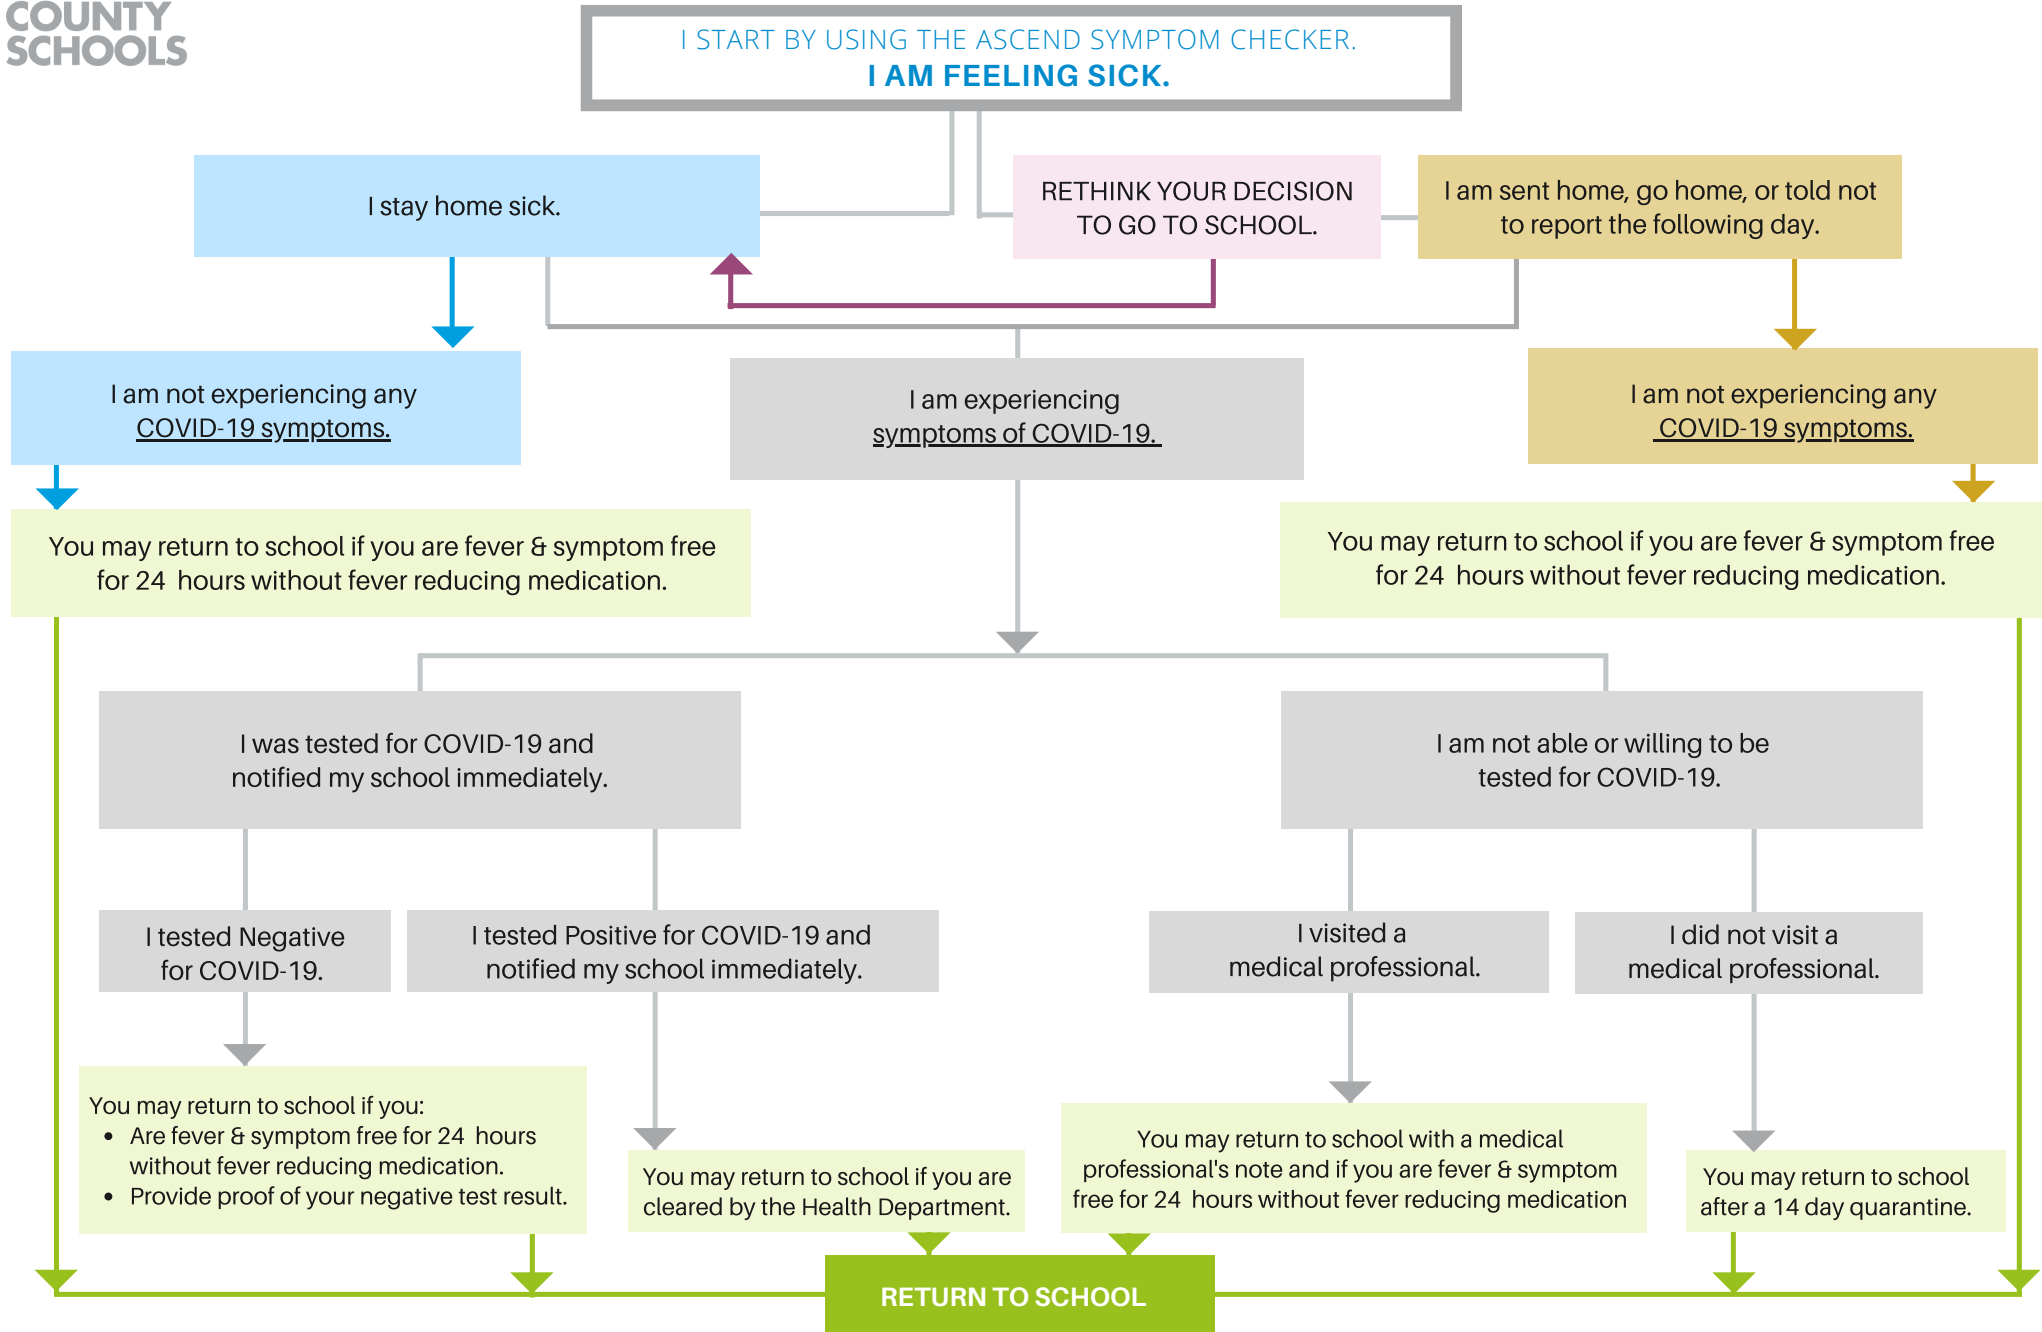 COUNTY
SCHOOLS
I START BY USING THE ASCEND SYMPTOM CHECKER.
I AM FEELING SICK.
I stay home sick.
RETHINK YOUR DECISION
TO GO TO SCHOOL.
I am sent home, go home, or told not
to report the following day.
I am not experiencing any
COVID-19 symptoms.
I am experiencing
symptoms of COVID-19.
I am not experiencing any
COVID-19 symptoms.
You may return to school if you are fever & symptom free
for 24 hours without fever reducing medication.
You may return to school if you are fever & symptom free
for 24 hours without fever reducing medication.
I was tested for COVID-19 and
notified my school immediately.
I am not able or willing to be
tested for COVID-19.
I tested Negative
for COVID-19.
I tested Positive for COVID-19 and
notified my school immediately.
I visited a
medical professional.
I did not visit a
medical professional.
You may return to school if you:
• Are fever & symptom free for 24 hours
without fever reducing medication.
• Provide proof of your negative test result.
You may return to school if you are
cleared by the Health Department.
You may return to school with a medical
professional's note and if you are fever & symptom
free for 24 hours without fever reducing medication
You may return to school
after a 14 day quarantine.
RETURN TO SCHOOL